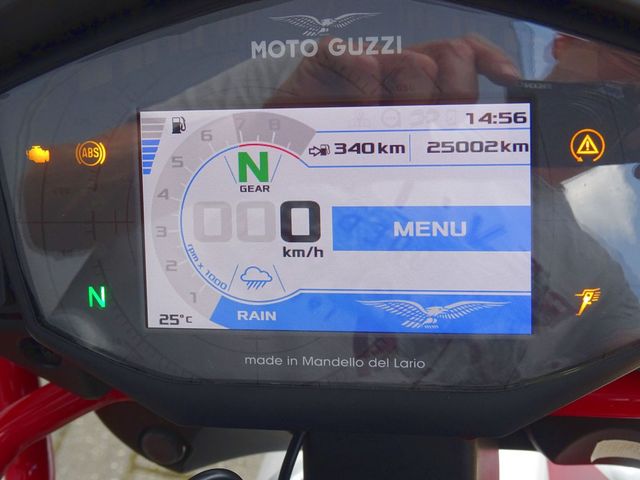 MOTO GUZZI
14:56
340 km
25002 km
ABS
8
7
6
5
4
3
2
1
rpm x 1000
N
GEAR
0000
km/h
MENU
N
25°C
RAIN
made in Mandello del Lario